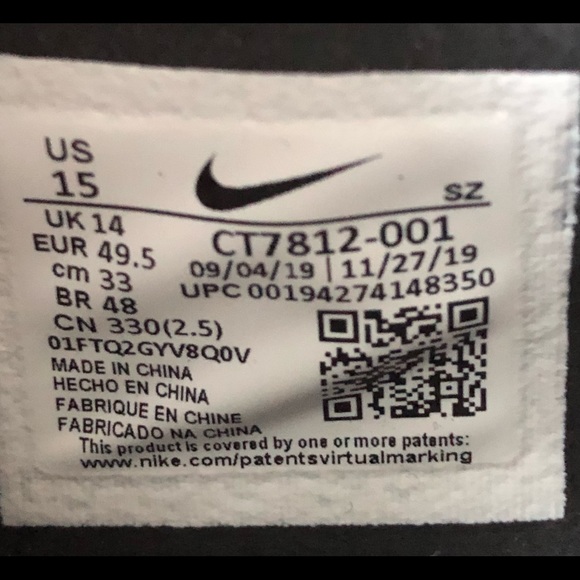 US
15
SZ
UK 14
EUR 49.5
cm 33
BR 48
CN 330(2.5)
01FTQ2GYV8Q0V
CT7812-001
09/04/19 | 11/27/19
UPC 00194274148350
MADE IN CHINA
HECHO EN CHINA
FABRIQUE EN CHINE
FABRICADO NA CHINA
This product is covered by one or more patents:
www.nike.com/patentsvirtualmarking